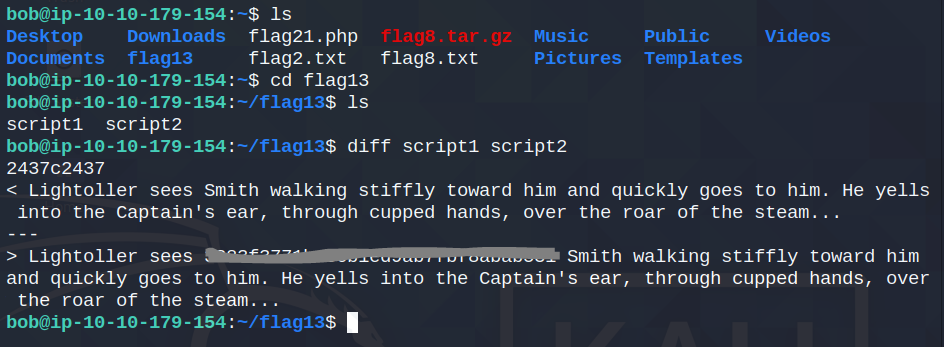 bob@ip-10-10-179-154:~$ ls
Desktop Downloads flag21.php flag8.tar.gz Music Public Videos
Documents flag13 flag2.txt flag8.txt Pictures Templates
bob@ip-10-10-179-154:~$ cd flag13
bob@ip-10-10-179-154:~/flag13$ ls
script1 script2
bob@ip-10-10-179-154:~/flag13$ diff script1 script2
2437c2437
< Lightoller sees Smith walking stiffly toward him and quickly goes to him. He yells
into the Captain's ear, through cupped hands, over the roar of the steam...
---
> Lightoller sees Smith walking stiffly toward him
and quickly goes to him. He yells into the Captain's ear, through cupped hands, over
the roar of the steam...
bob@ip-10-10-179-154:~/flag13$